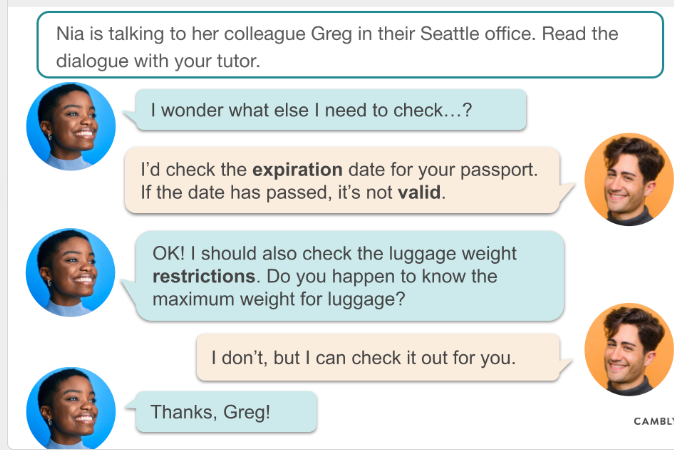 Nia is talking to her colleague Greg in their Seattle office. Read the
dialogue with your tutor.
I wonder what else I need to check…?
I’d check the expiration date for your passport.
If the date has passed, it’s not valid.
OK! I should also check the luggage weight
restrictions. Do you happen to know the
maximum weight for luggage?
I don’t, but I can check it out for you.
Thanks, Greg!